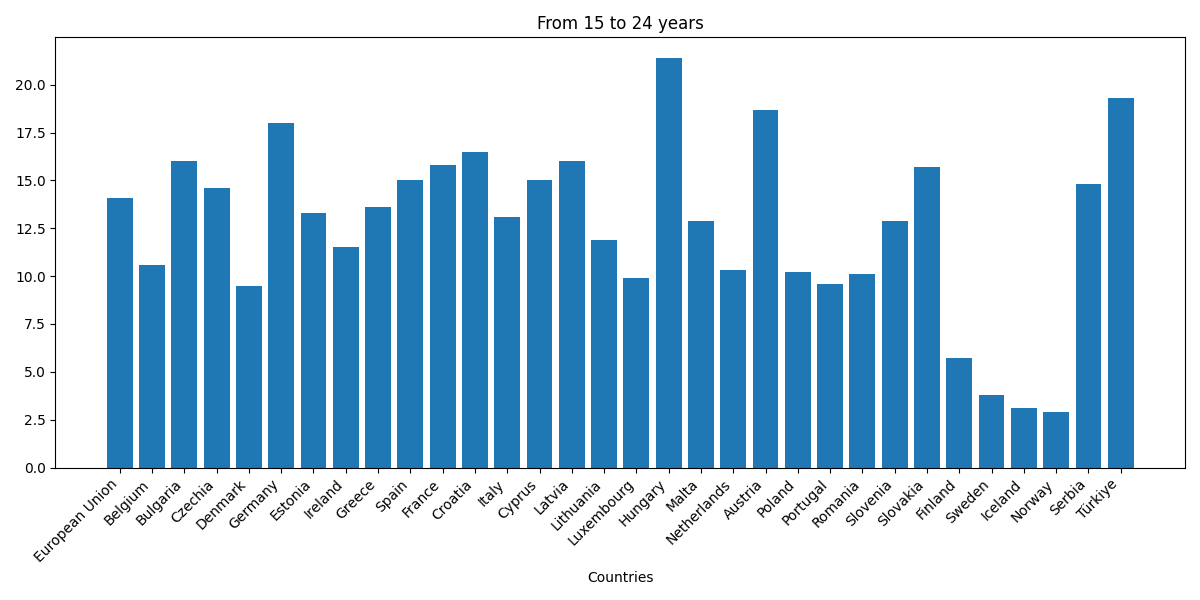 From 15 to 24 years
20.0
17.5
15.0
12.5
10.0
7.5
5.0
2.5
0.0
European Union
Belgium
Bulgaria
Czechia
Denmark
Germany
Estonia
Ireland
Greece
Spain
France
Croatia
Italy
Cyprus
Latvia
Lithuania
Luxembourg
Hungary
Malta
Netherlands
Austria
Poland
Portugal
Romania
Slovenia
Slovakia
Finland
Sweden
Iceland
Norway
Serbia
Türkiye
Countries